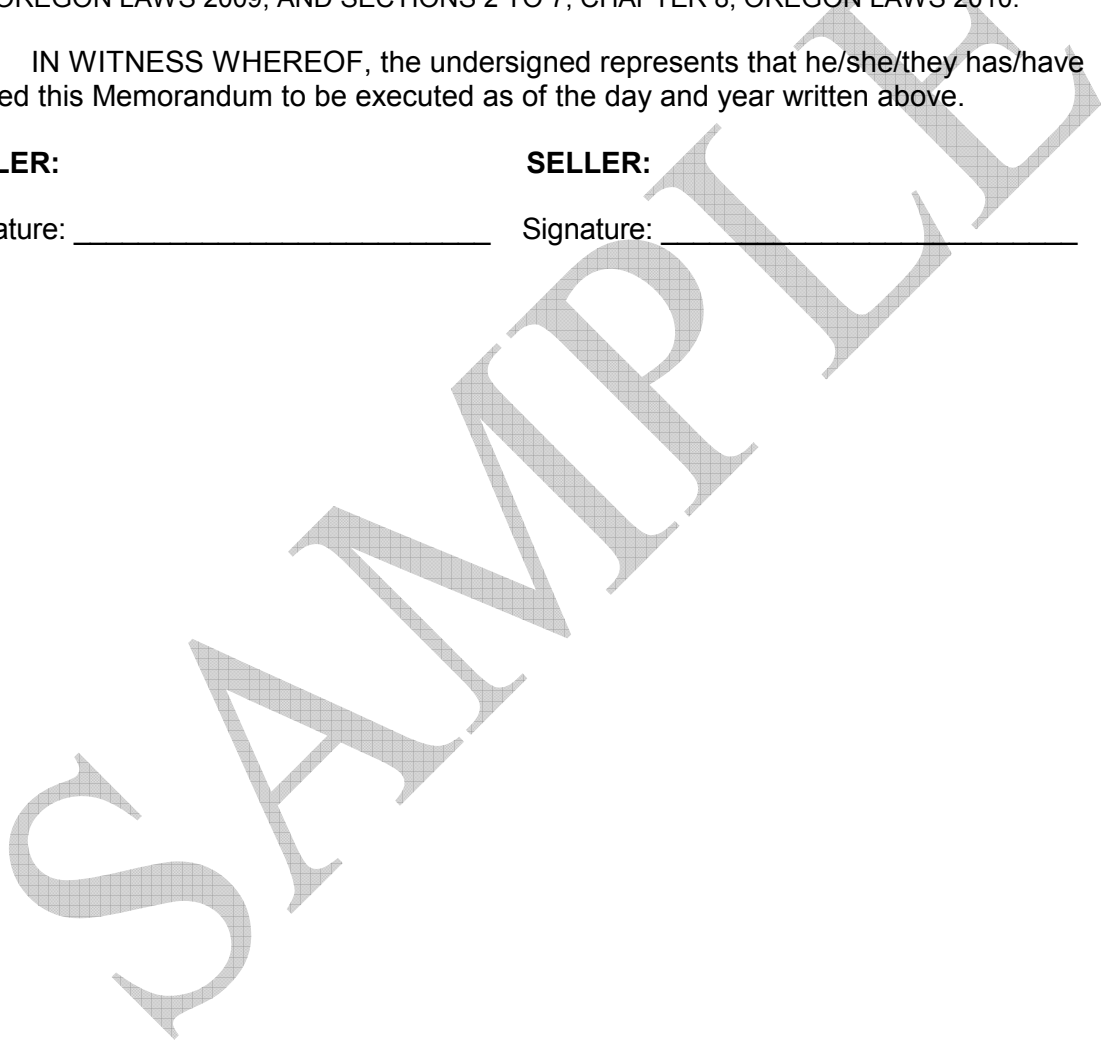 OREGON LAWS 2009, AND SECTIONS 2 TO 7, CHAPTER 8, OREGON LAWS 2010.
IN WITNESS WHEREOF, the undersigned represents that he/she/they has/have
ed this Memorandum to be executed as of the day and year written above.
LER: SELLER:
ature: __________________________ Signature: __________________________
SAMPLE